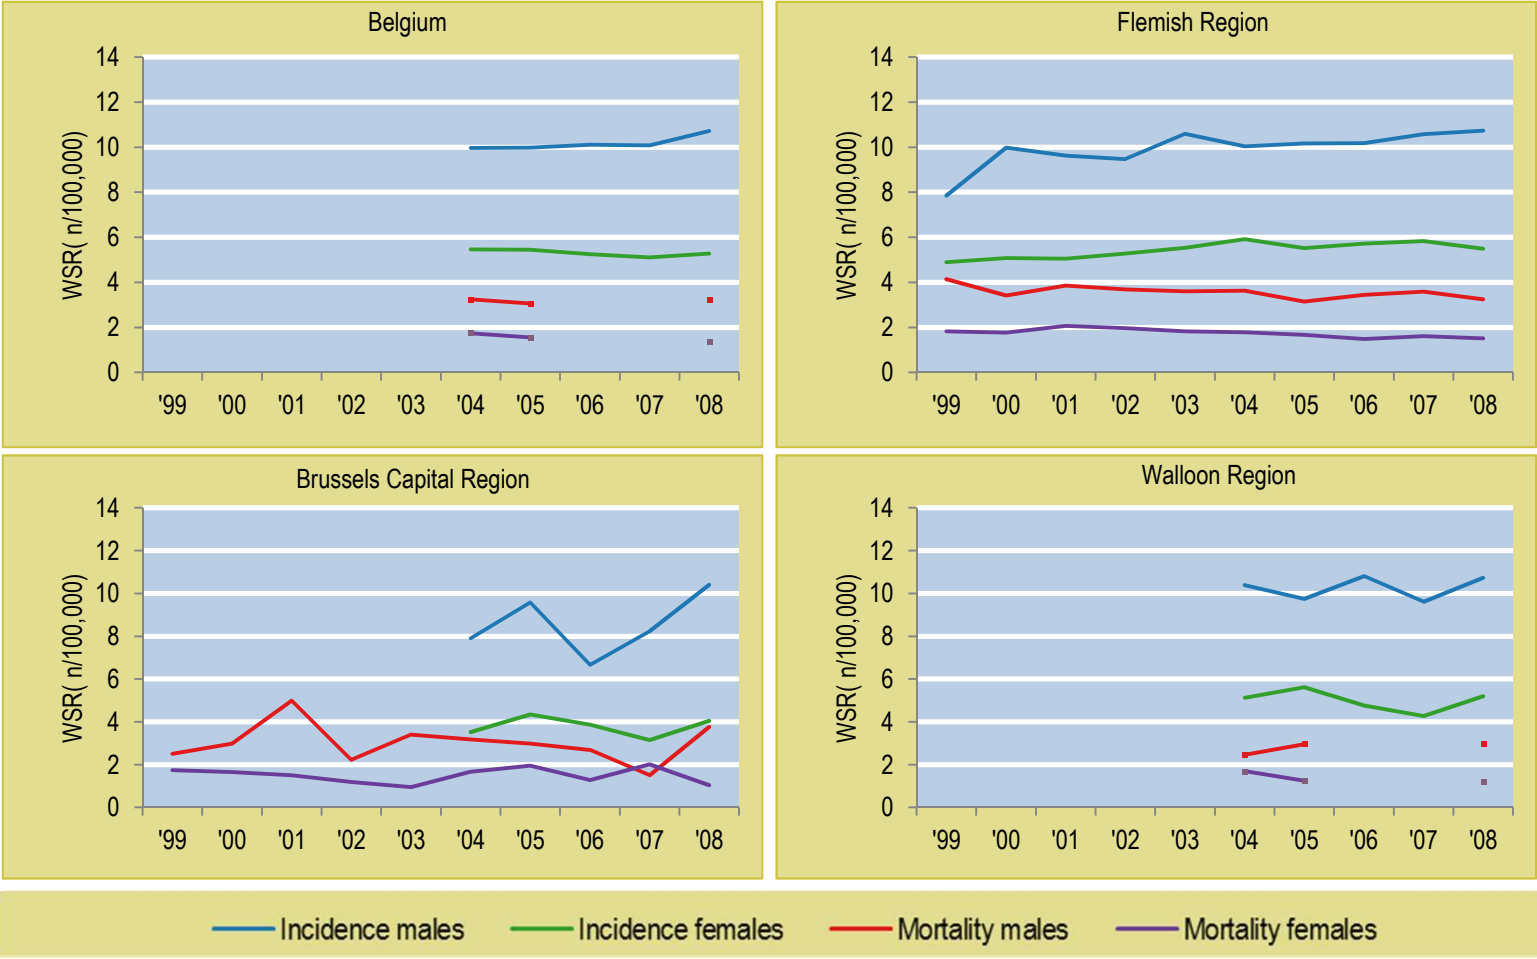 Belgium
14
12
10
8
6
4
2
0
WSR( n/100,000)
'99 '00 '01 '02 '03 '04 '05 '06 '07 '08
Flemish Region
14
12
10
8
6
4
2
0
WSR( n/100,000)
'99 '00 '01 '02 '03 '04 '05 '06 '07 '08
Brussels Capital Region
14
12
10
8
6
4
2
0
WSR( n/100,000)
'99 '00 '01 '02 '03 '04 '05 '06 '07 '08
Walloon Region
14
12
10
8
6
4
2
0
WSR( n/100,000)
'99 '00 '01 '02 '03 '04 '05 '06 '07 '08
Incidence males Incidence females Mortality males Mortality females